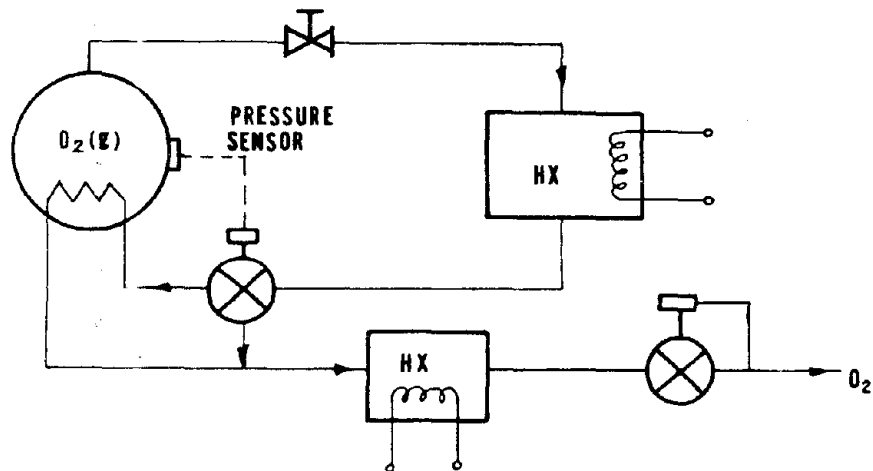 PRESSURE
SENSOR
O₂(g)
HX
HX
O₂